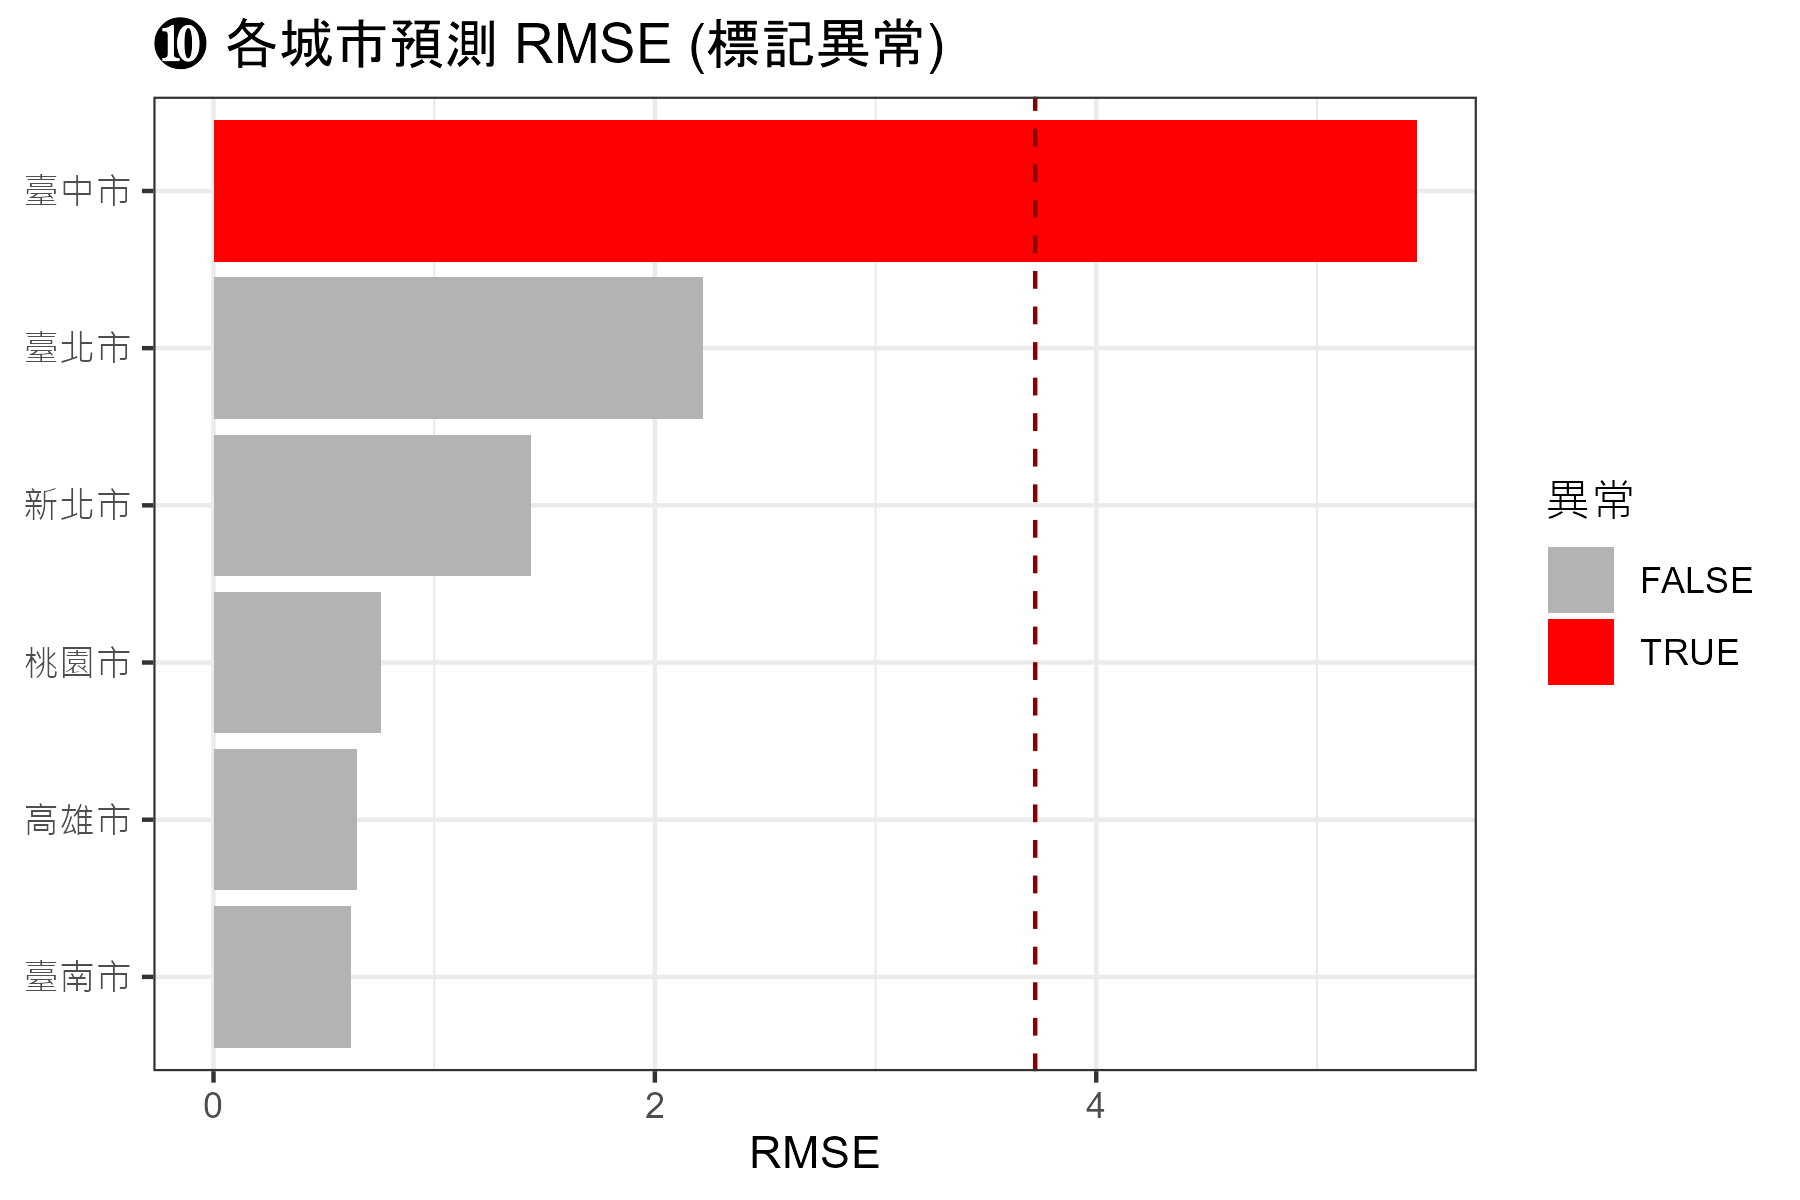 ❿ 各城市預測 RMSE (標記異常)
臺中市
臺北市
新北市
桃園市
高雄市
臺南市
0 2 4
RMSE
異常
FALSE
TRUE